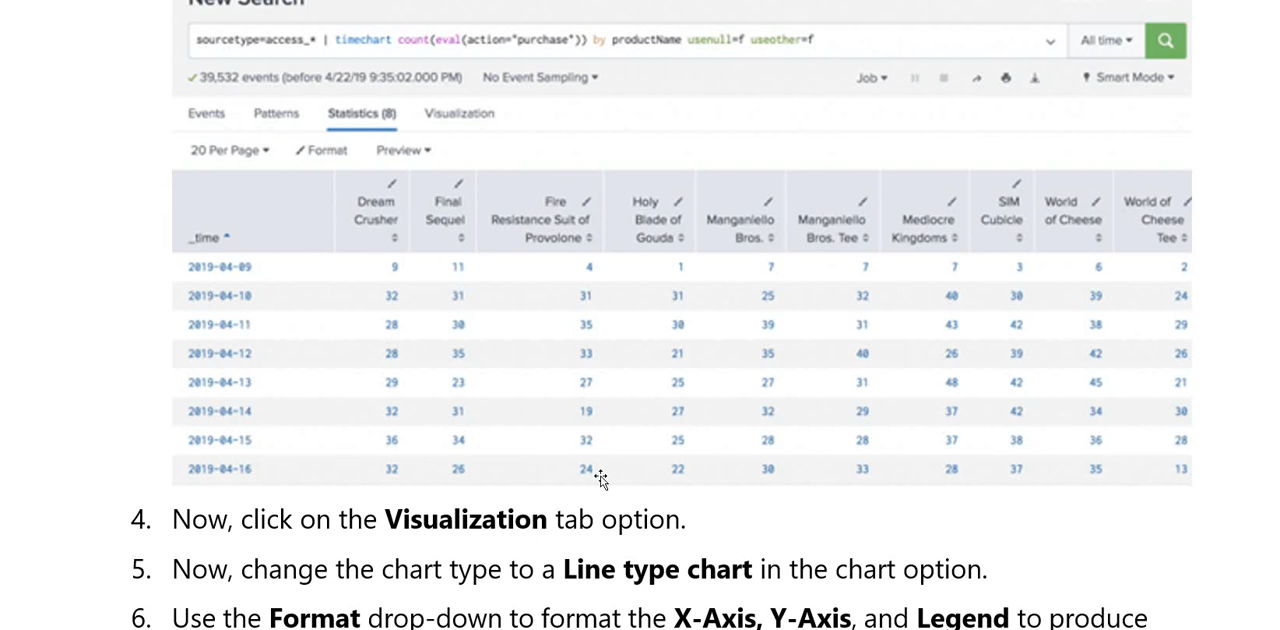 New Search
sourcetype=access_* | timechart count(eval(action="purchase")) by productName usenull=f useother=f
All time
39,532 events (before 4/22/19 9:35:02.000 PM) No Event Sampling
Job Smart Mode
Events Patterns Statistics (8) Visualization
20 Per Page Format Preview
_time Dream Crusher Final Sequel Fire Resistance Suit of Provolone Holy Blade of Gouda Manganiello Bros. Manganiello Bros. Tee Mediocre Kingdoms SIM Cubicle World of Cheese World of Cheese Tee
2019-04-09 9 11 4 1 7 7 7 3 6 2
2019-04-10 32 31 31 31 25 32 40 30 39 24
2019-04-11 28 30 35 30 39 31 43 42 38 29
2019-04-12 28 35 33 21 35 40 26 39 42 26
2019-04-13 29 23 27 25 27 31 48 42 45 21
2019-04-14 32 31 19 27 32 29 37 42 34 30
2019-04-15 36 34 32 25 28 28 37 38 36 28
2019-04-16 32 26 24 22 30 33 28 37 35 13
4. Now, click on the Visualization tab option.
5. Now, change the chart type to a Line type chart in the chart option.
6. Use the Format drop-down to format the X-Axis, Y-Axis, and Legend to produce